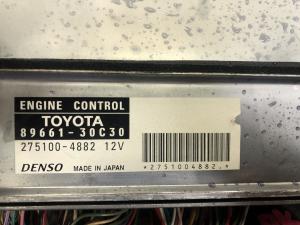 ENGINE CONTROL
TOYOTA
89661-30C30
275100-4882 12V
DENSO MADE IN JAPAN
*2751004882.*